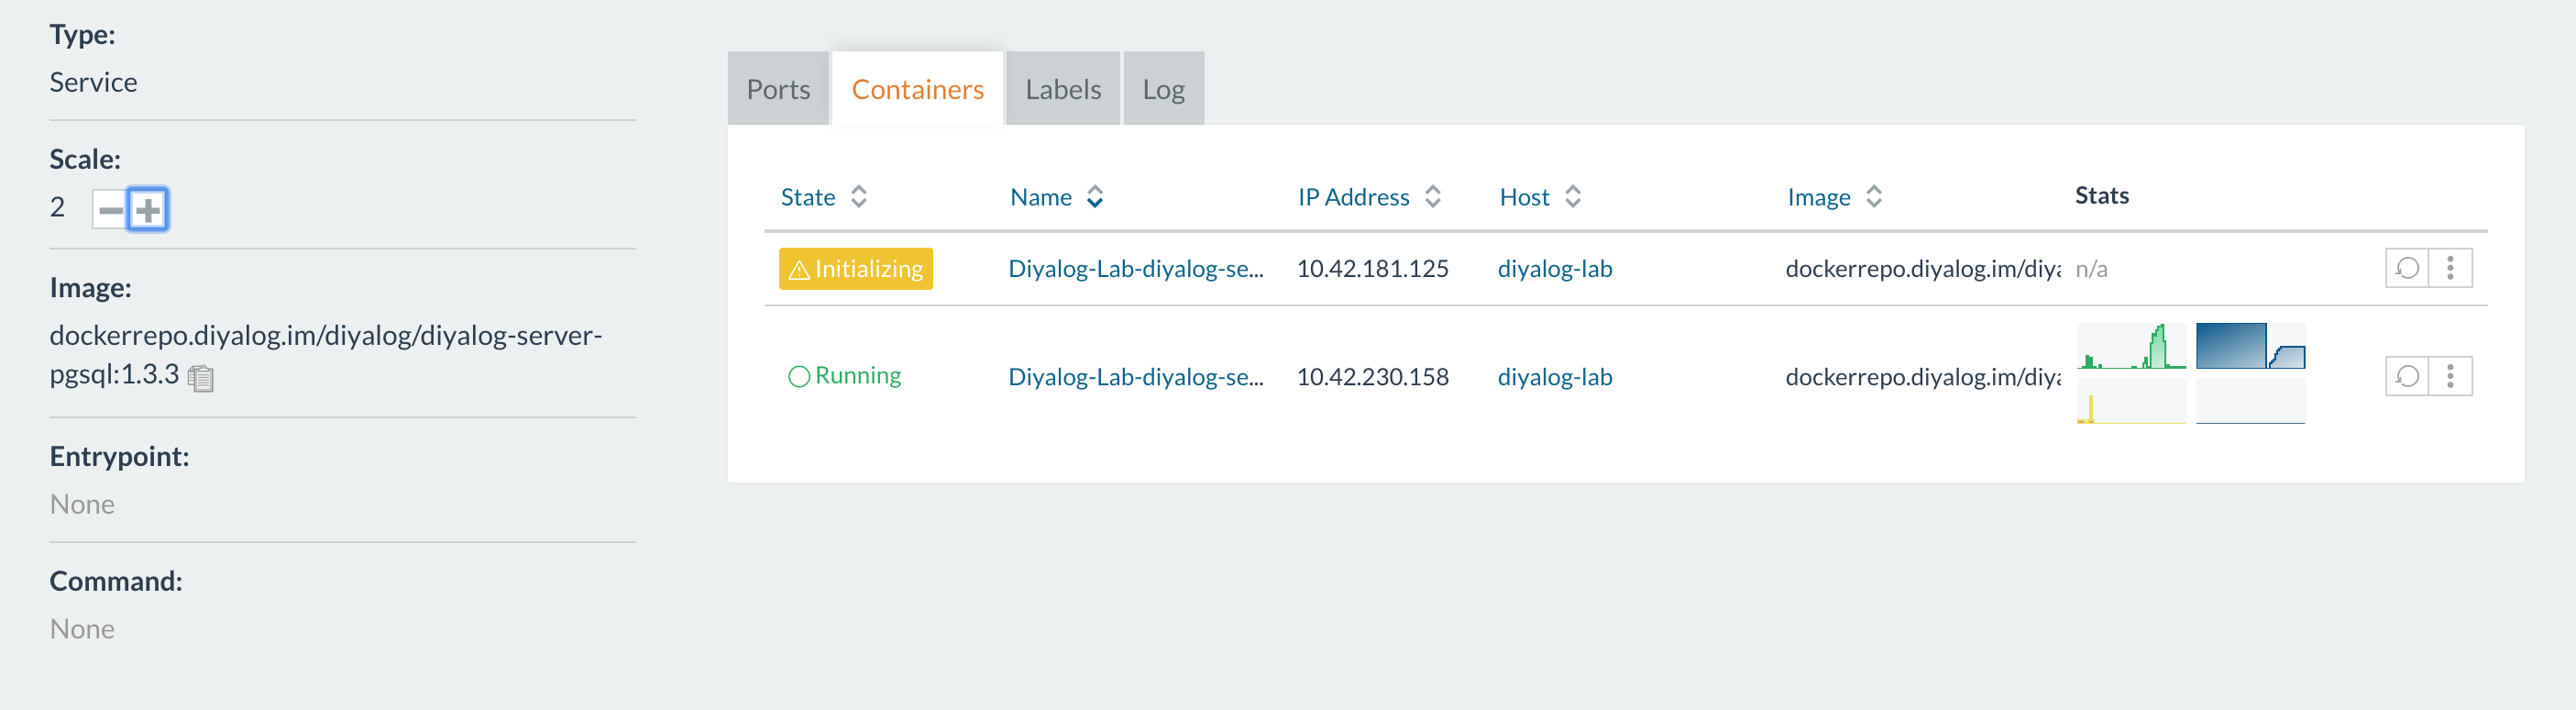 Type:
Service
Scale:
2
Image:
dockerrepo.diyalog.im/diyalog/diyalog-server-
pgsql:1.3.3
Entrypoint:
None
Command:
None
Ports Containers Labels Log
State Name IP Address Host Image Stats
Initializing Diyalog-Lab-diyalog-se... 10.42.181.125 diyalog-lab dockerrepo.diyalog.im/diya n/a
Running Diyalog-Lab-diyalog-se... 10.42.230.158 diyalog-lab dockerrepo.diyalog.im/diya